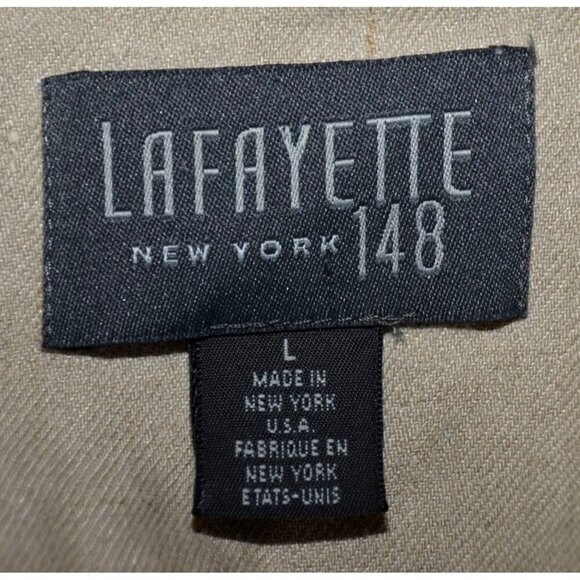 LAFAYETTE
NEW YORK 148
L
MADE IN
NEW YORK
U.S.A.
FABRIQUE EN
NEW YORK
ETATS-UNIS